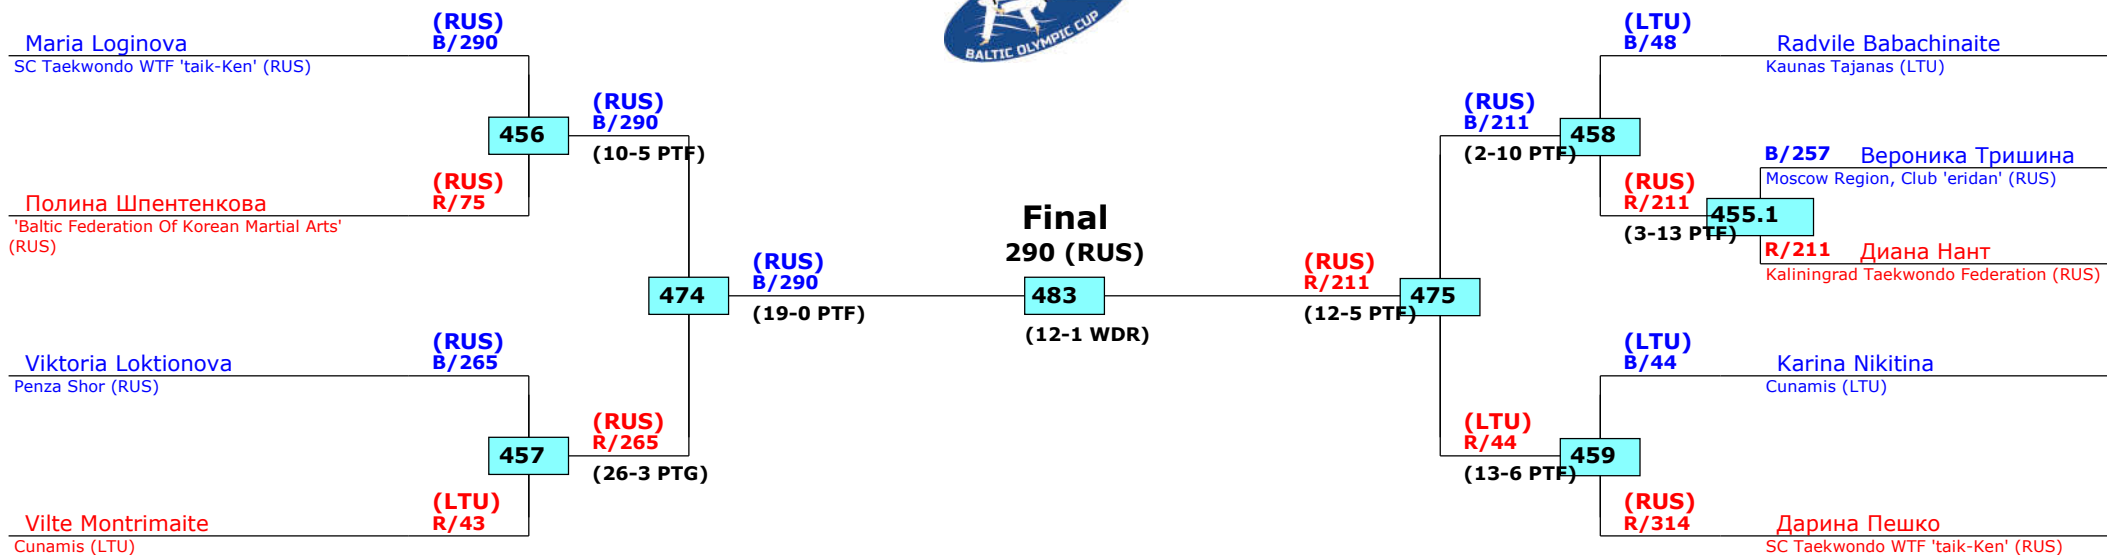 BALTIC OLYMPIC CUP
(RUS)
B/290
Maria Loginova
SC Taekwondo WTF 'taik-Ken' (RUS)
456
(RUS)
B/290
(10-5 PTF)
(RUS)
R/75
Полина Шпентенкова
'Baltic Federation Of Korean Martial Arts'
(RUS)
474
(RUS)
B/290
(19-0 PTF)
(RUS)
B/265
Viktoria Loktionova
Penza Shor (RUS)
457
(RUS)
R/265
(26-3 PTG)
(LTU)
R/43
Vilte Montrimaite
Cunamis (LTU)
Final
290 (RUS)
483
(12-1 WDR)
(RUS)
R/211
(12-5 PTF)
475
(RUS)
B/211
(2-10 PTF)
458
(LTU)
B/48
Radvile Babachinaite
Kaunas Tajanas (LTU)
(RUS)
R/211
(3-13 PTF)
455.1
B/257
Вероника Тришина
Moscow Region, Club 'eridan' (RUS)
R/211
Диана Нант
Kaliningrad Taekwondo Federation (RUS)
(LTU)
R/44
(13-6 PTF)
459
(LTU)
B/44
Karina Nikitina
Cunamis (LTU)
(RUS)
R/314
Дарина Пешко
SC Taekwondo WTF 'taik-Ken' (RUS)